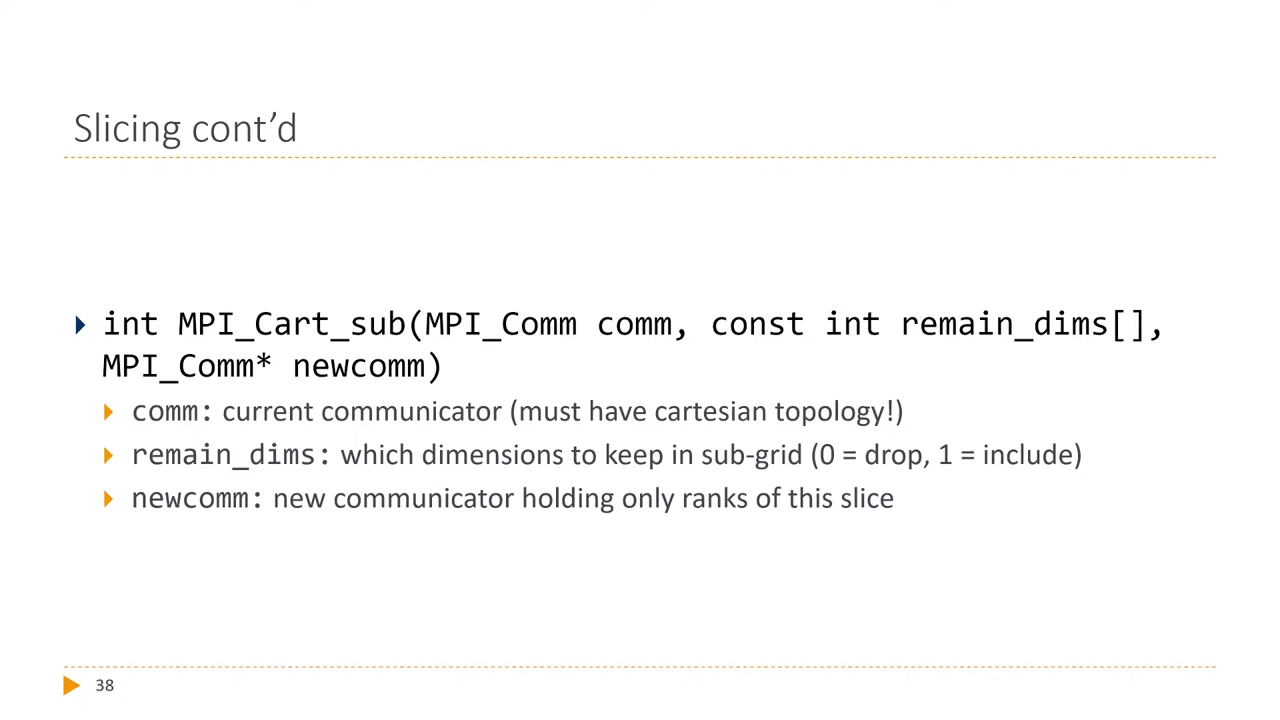 Slicing cont’d
int MPI_Cart_sub(MPI_Comm comm, const int remain_dims[],
MPI_Comm* newcomm)
comm: current communicator (must have cartesian topology!)
remain_dims: which dimensions to keep in sub-grid (0 = drop, 1 = include)
newcomm: new communicator holding only ranks of this slice
38